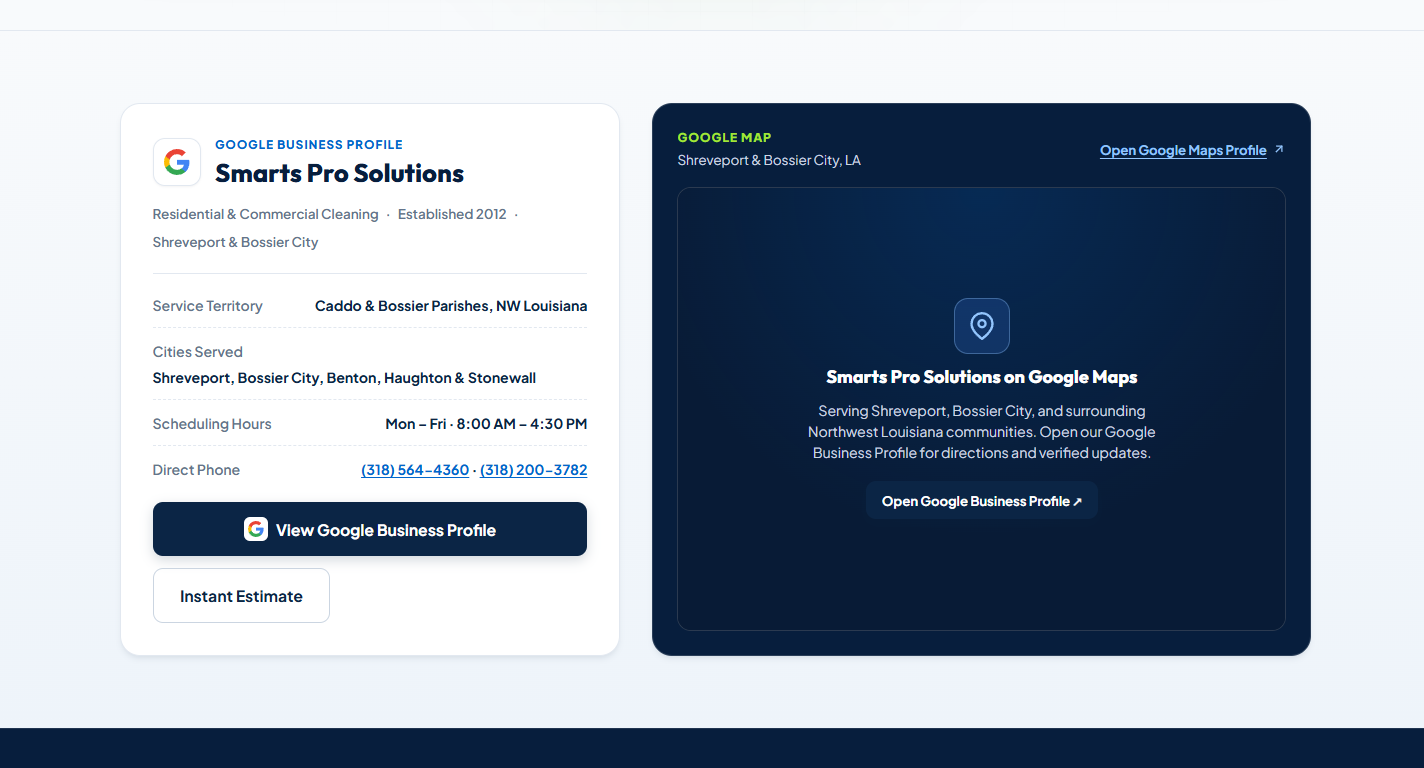 GOOGLE BUSINESS PROFILE
Smarts Pro Solutions
Residential & Commercial Cleaning · Established 2012 ·
Shreveport & Bossier City
Service Territory Caddo & Bossier Parishes, NW Louisiana
Cities Served
Shreveport, Bossier City, Benton, Haughton & Stonewall
Scheduling Hours Mon – Fri · 8:00 AM – 4:30 PM
Direct Phone (318) 564-4360 · (318) 200-3782
View Google Business Profile
Instant Estimate
GOOGLE MAP
Shreveport & Bossier City, LA
Open Google Maps Profile ↗
Smarts Pro Solutions on Google Maps
Serving Shreveport, Bossier City, and surrounding
Northwest Louisiana communities. Open our Google
Business Profile for directions and verified updates.
Open Google Business Profile ↗